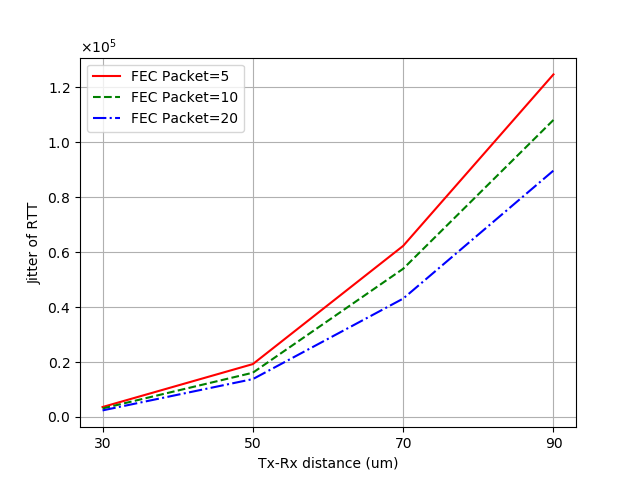 ×10⁵
FEC Packet=5
FEC Packet=10
FEC Packet=20
1.2
1.0
0.8
0.6
0.4
0.2
0.0
Jitter of RTT
30 50 70 90
Tx-Rx distance (um)